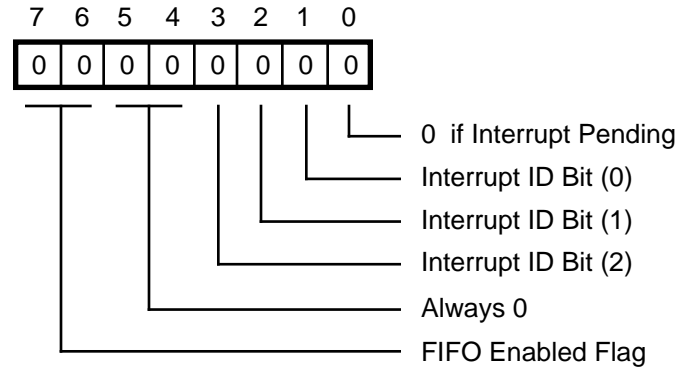 7 6 5 4 3 2 1 0
0 0 0 0 0 0 0 0
0 if Interrupt Pending
Interrupt ID Bit (0)
Interrupt ID Bit (1)
Interrupt ID Bit (2)
Always 0
FIFO Enabled Flag